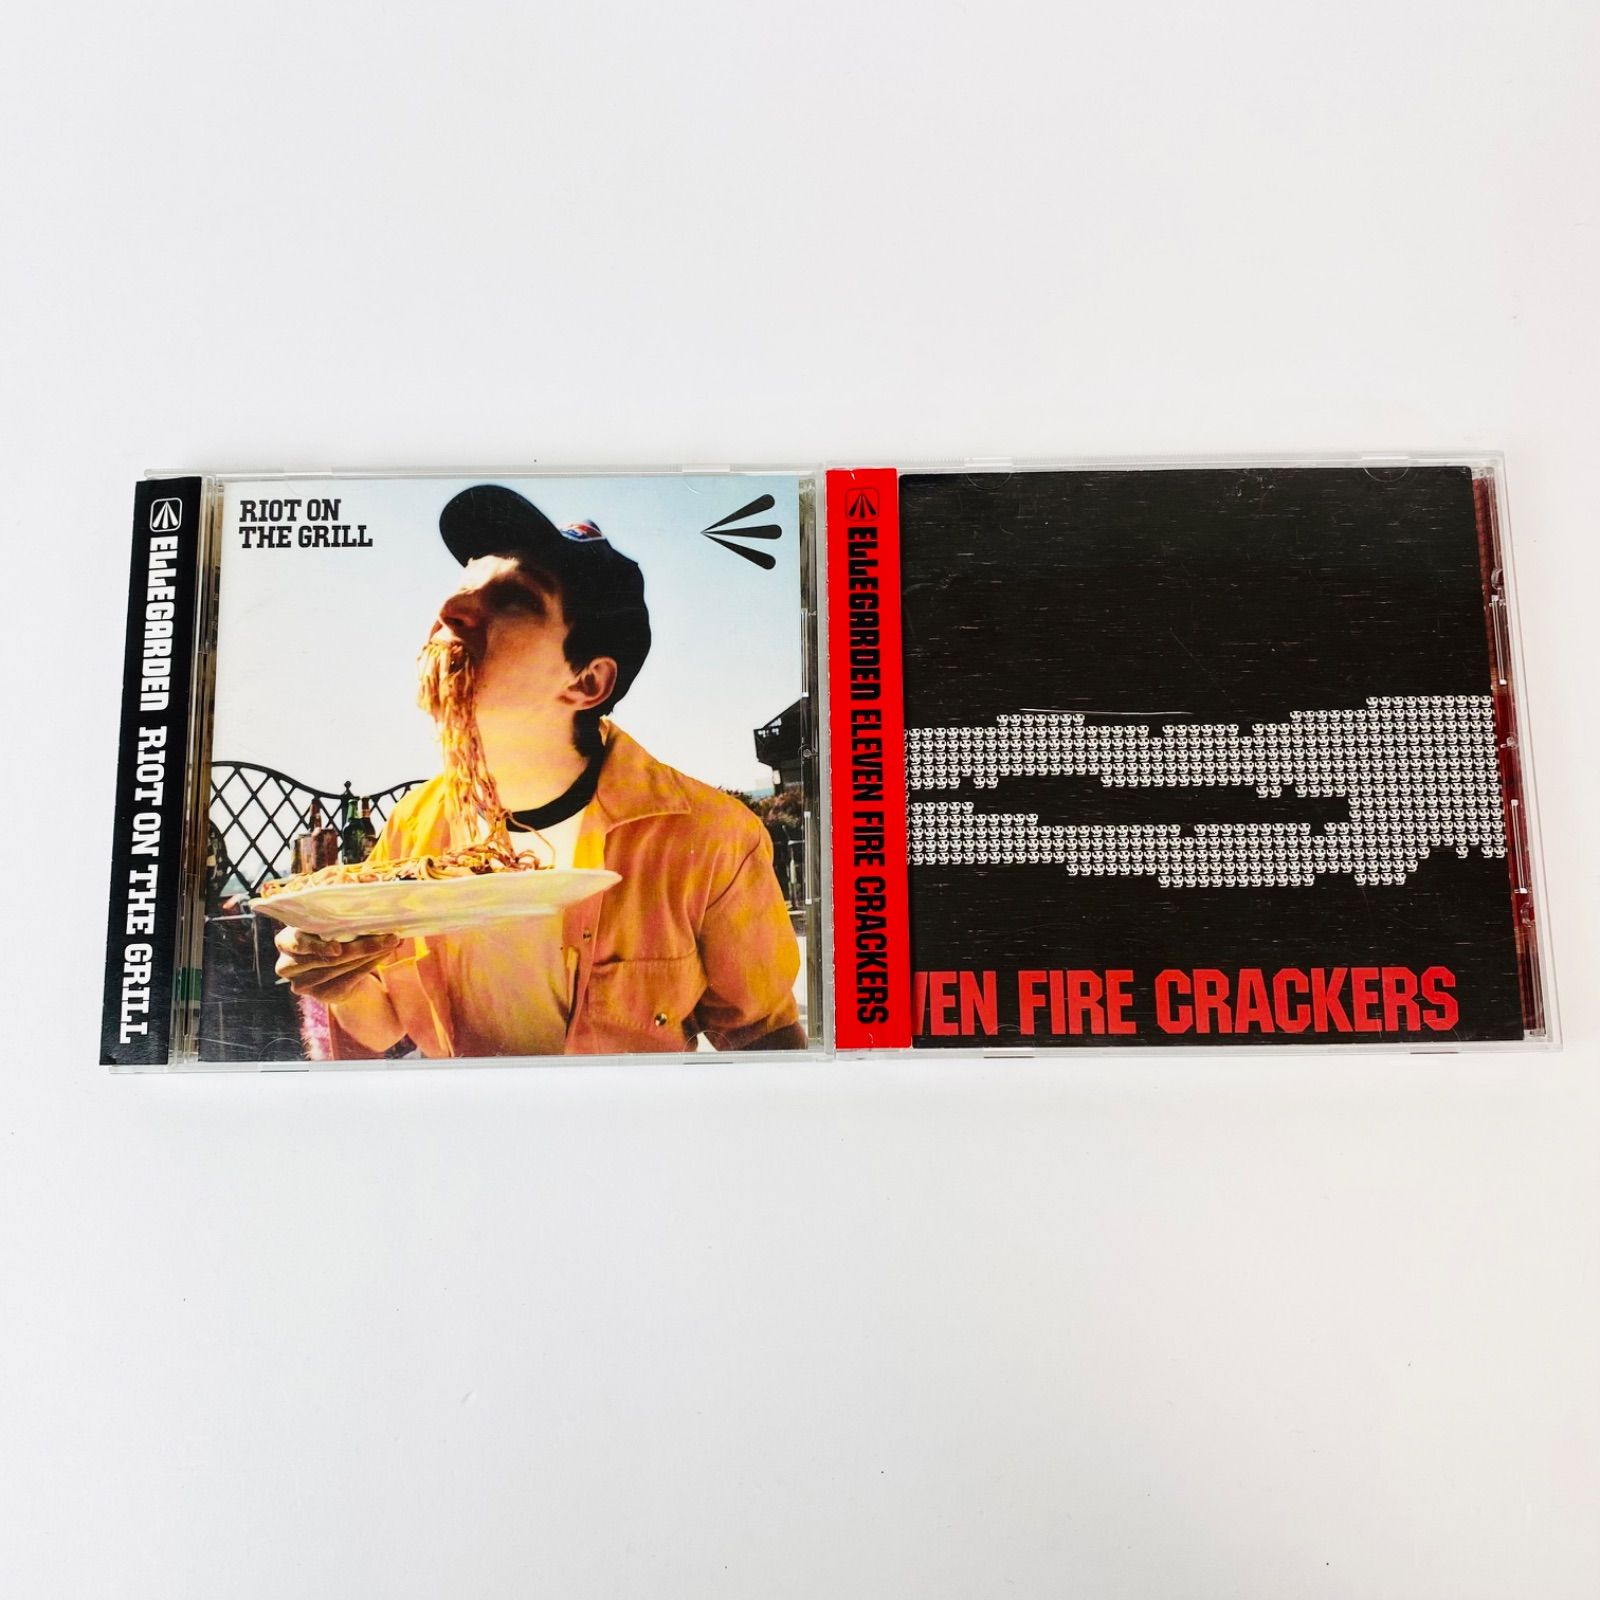 ELLEGARDEN RIOT ON THE GRILL
RIOT ON
THE GRILL
ELLEGARDEN ELEVEN FIRE CRACKERS
VEN FIRE CRACKERS